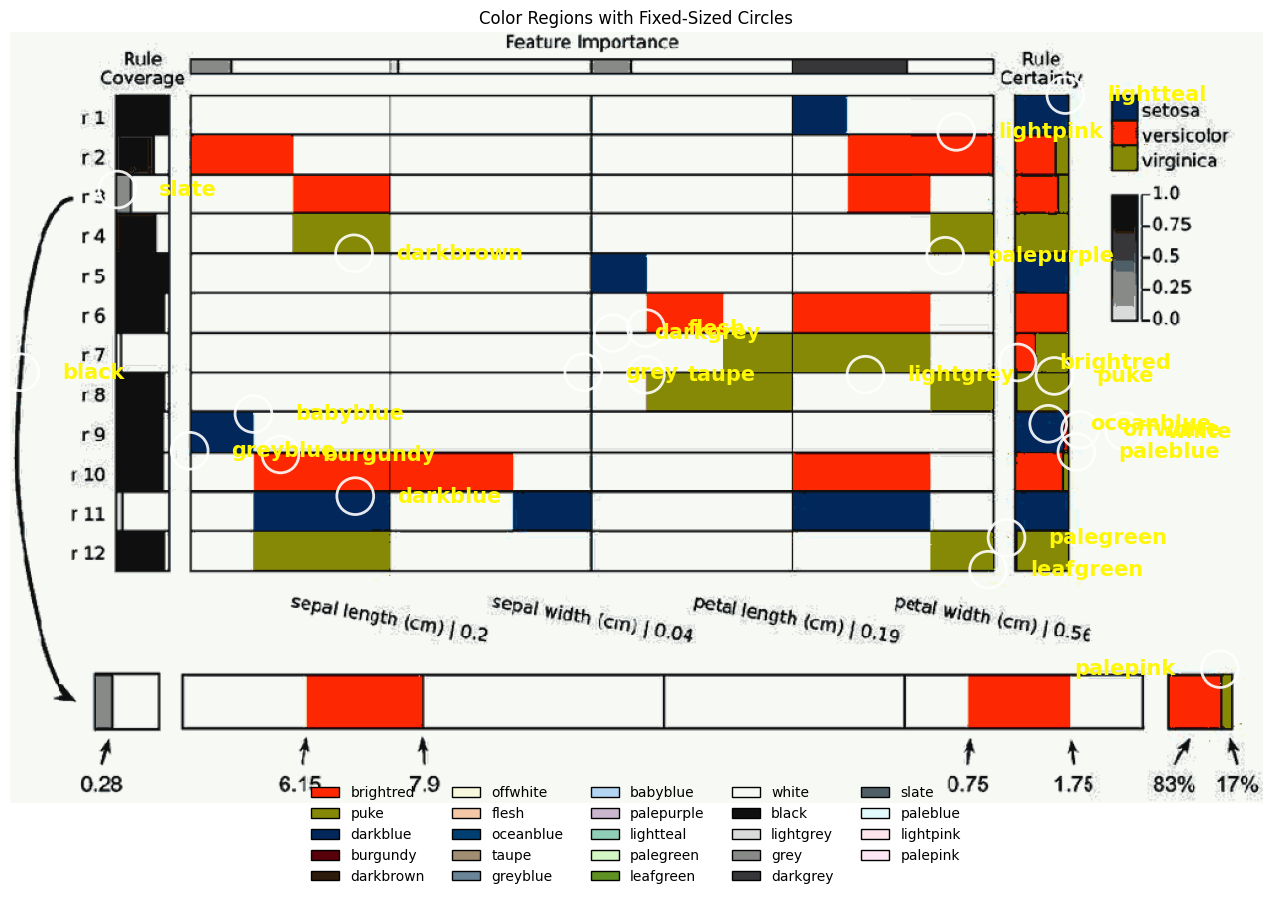 Color Regions with Fixed-Sized Circles
Feature Importance
Rule
Coverage
Rule
Certainty
lightteal
setosa
versicolor
virginica
r 1
lightpink
r 2
r 3
slate
1.0
0.75
0.5
0.25
0.0
r 4
darkbrown
palepurple
r 5
r 6
flesh
darkgrey
r 7
brightred
black
grey
taupe
lightgrey
puke
r 8
babyblue
r 9
oceanblue
offwhite
white
greyblue
burgundy
paleblue
r 10
darkblue
r 11
palegreen
r 12
leafgreen
sepal length (cm) | 0.2
sepal width (cm) | 0.04
petal length (cm) | 0.19
petal width (cm) | 0.56
palepink
0.28
6.15
7.9
0.75
1.75
83%
17%
brightred
puke
darkblue
burgundy
darkbrown
offwhite
flesh
oceanblue
taupe
greyblue
babyblue
palepurple
lightteal
palegreen
leafgreen
white
black
lightgrey
grey
darkgrey
slate
paleblue
lightpink
palepink